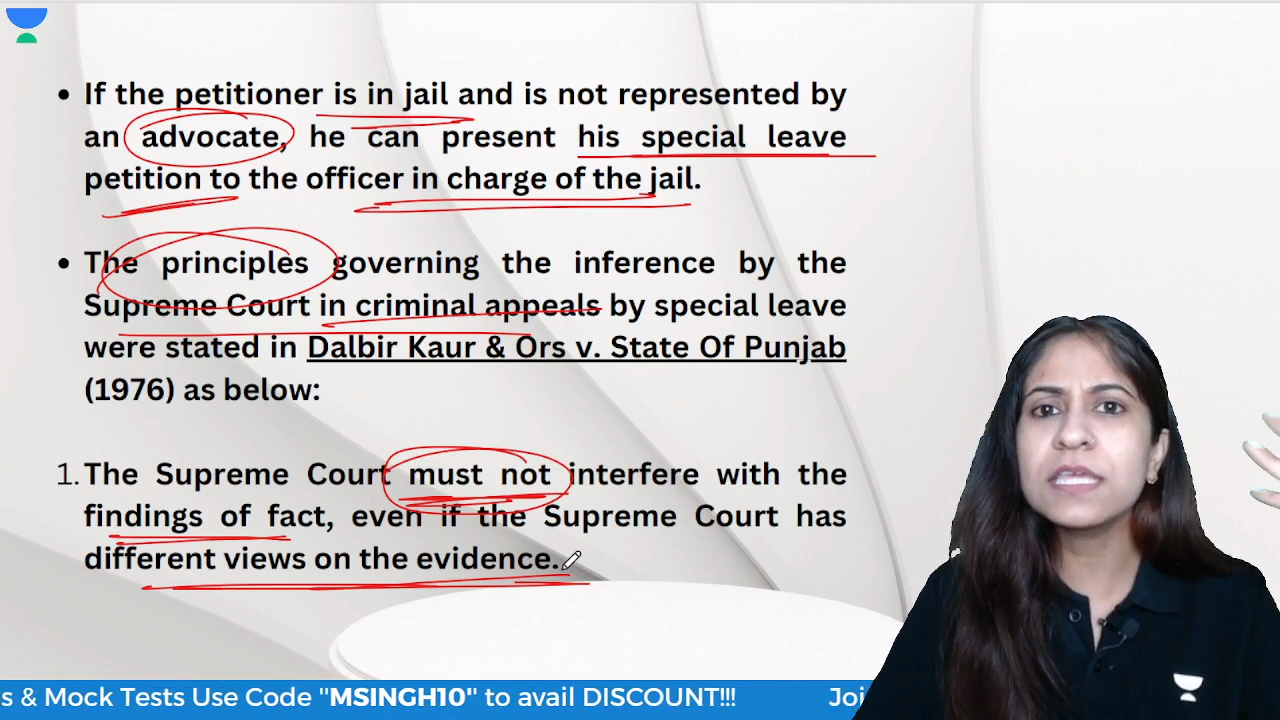 • If the petitioner is in jail and is not represented by
an advocate, he can present his special leave
petition to the officer in charge of the jail.
• The principles governing the inference by the
Supreme Court in criminal appeals by special leave
were stated in Dalbir Kaur & Ors v. State Of Punjab
(1976) as below:
1. The Supreme Court must not interfere with the
findings of fact, even if the Supreme Court has
different views on the evidence.
s & Mock Tests Use Code "MSINGH10" to avail DISCOUNT!!! Joi